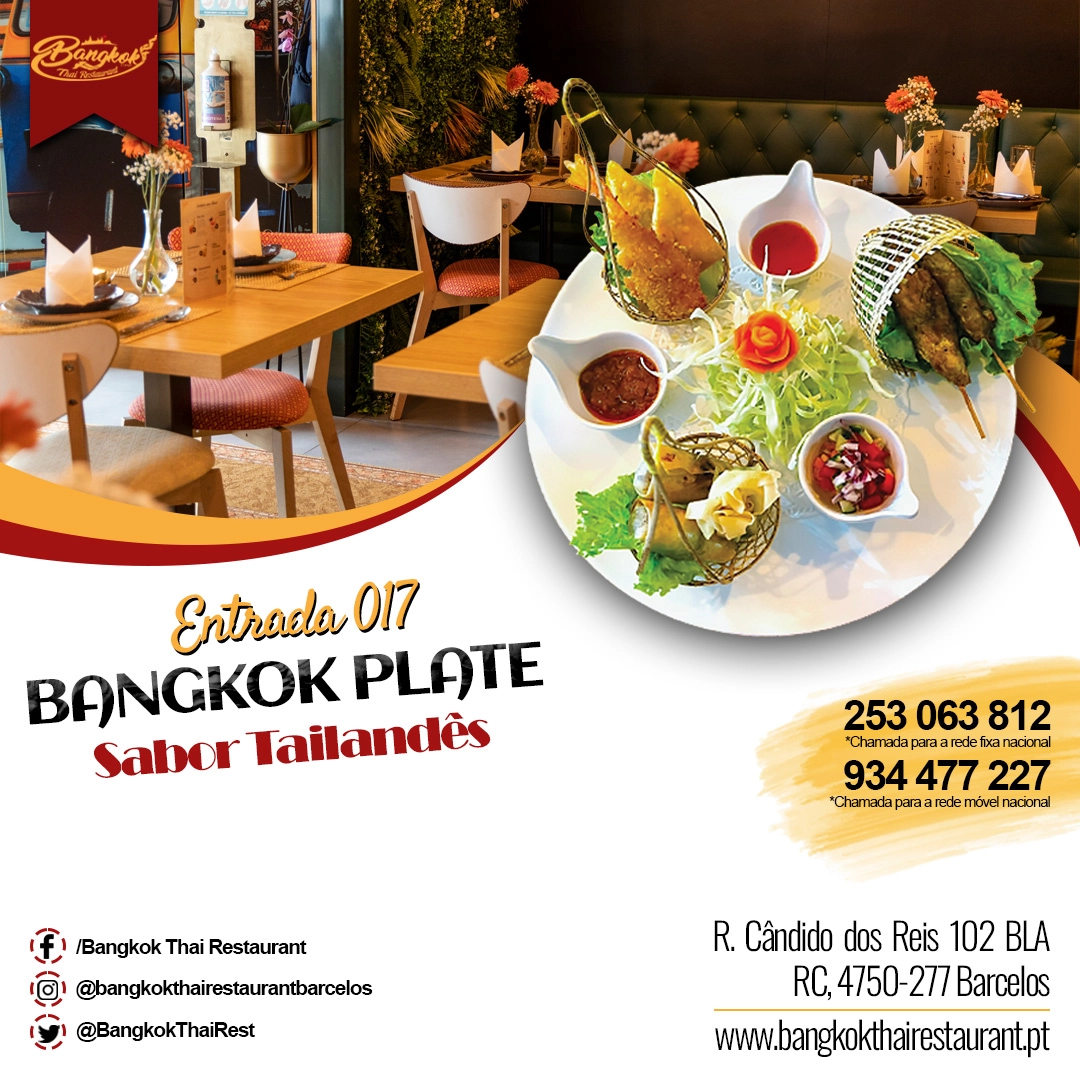 Bangkok
Thai Restaurant
Entrada 017
BANGKOK PLATE
Sabor Tailandês
253 063 812
*Chamada para a rede fixa nacional
934 477 227
*Chamada para a rede móvel nacional
/Bangkok Thai Restaurant
@bangkokthairestaurantbarcelos
@BangkokThaiRest
R. Cândido dos Reis 102 BLA
RC, 4750-277 Barcelos
www.bangkokthairestaurant.pt